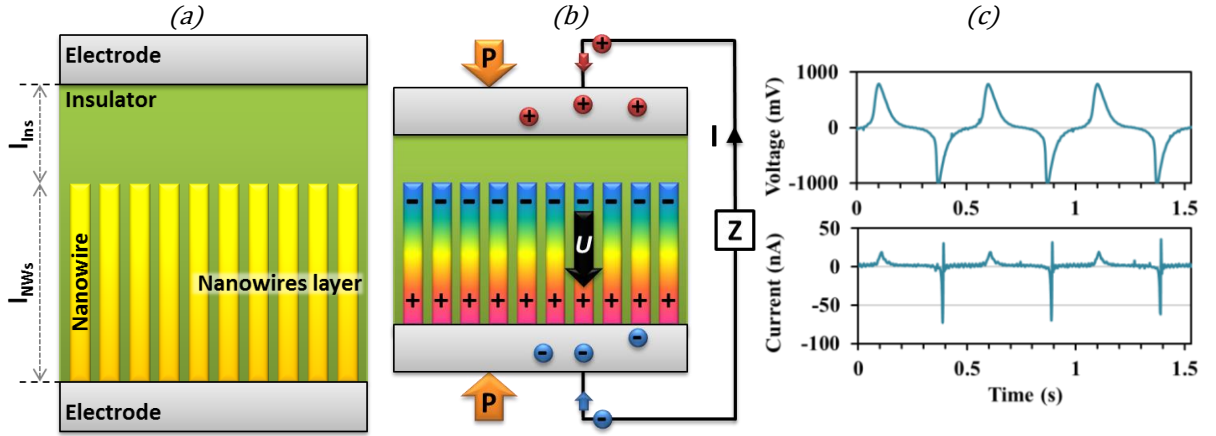 (a)
Electrode
Insulator
l_Ins
l_NWs
Nanowire
Nanowires layer
Electrode
(b)
P
+
+ + +
I
- - - - - - - - - -
U
Z
+ + + + + + + + + +
- - -
P
-
(c)
1000
0
-1000
Voltage (mV)
0 0.5 1 1.5
50
0
-50
-100
Current (nA)
0 0.5 1 1.5
Time (s)